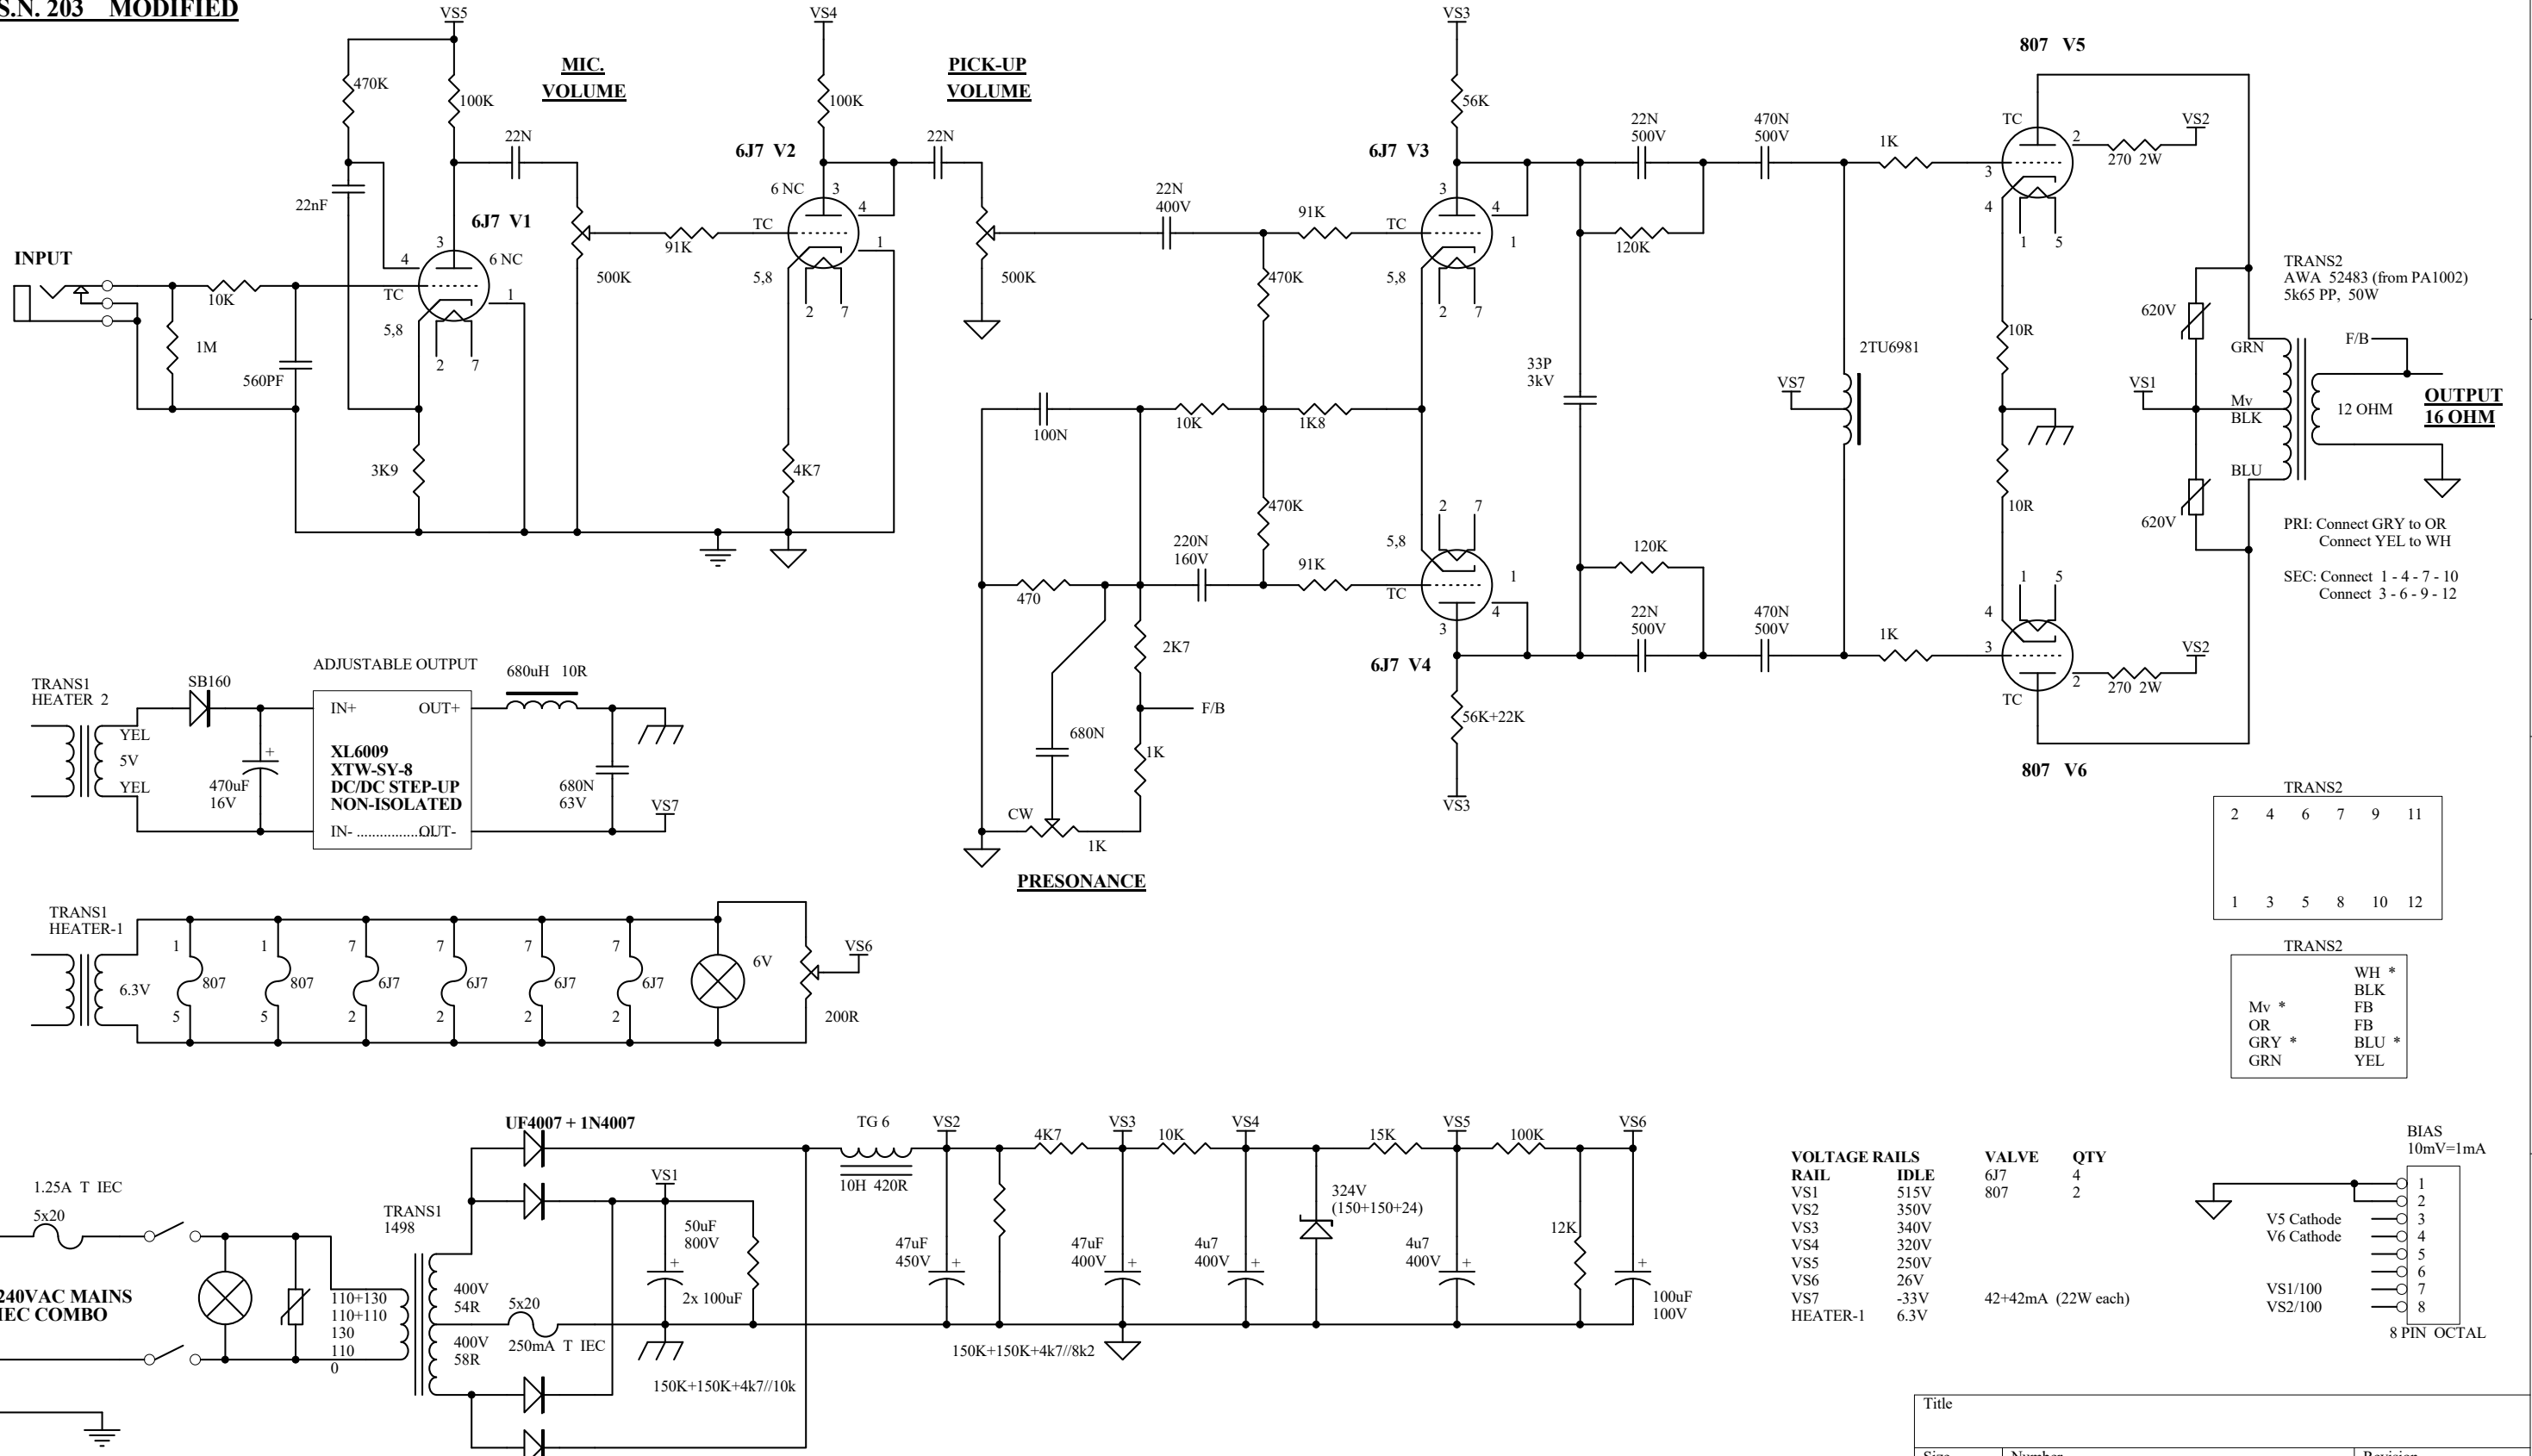 S.N. 203 MODIFIED
VS5
VS4
VS3
807 V5
MIC.
VOLUME
PICK-UP
VOLUME
470K
100K
100K
56K
TC
2
VS2
270 2W
22N
6J7 V2
22N
6J7 V3
22N
500V
470N
500V
1K
3
4
1 5
22nF
6J7 V1
6 NC
3
4
TC
1
22N
400V
91K
TC
3
4
1
120K
INPUT
3
4
6 NC
TC
1
91K
500K
5,8
2 7
500K
470K
5,8
2 7
TRANS2
AWA 52483 (from PA1002)
5k65 PP, 50W
10K
5,8
1M
2 7
560PF
620V
10R
GRN
F/B
33P
3kV
2TU6981
VS7
VS1
Mv
BLK
12 OHM
OUTPUT
16 OHM
100N
10K
1K8
3K9
4K7
BLU
470K
2 7
10R
620V
PRI: Connect GRY to OR
Connect YEL to WH
220N
160V
5,8
120K
91K
1
470
TC
4
3
22N
500V
470N
500V
1K
1 5
4
3
SEC: Connect 1 - 4 - 7 - 10
Connect 3 - 6 - 9 - 12
2K7
6J7 V4
VS2
2
270 2W
TC
ADJUSTABLE OUTPUT
680uH 10R
TRANS1
HEATER 2
SB160
IN+ OUT+
F/B
56K+22K
YEL
5V
YEL
+
470uF
16V
XL6009
XTW-SY-8
DC/DC STEP-UP
NON-ISOLATED
IN- ..................... OUT-
680N
63V
VS7
680N
1K
CW
1K
VS3
807 V6
PRESONANCE
TRANS2
2 4 6 7 9 11
1 3 5 8 10 12
TRANS1
HEATER-1
6.3V
1 1 7 7 7 7
807 807 6J7 6J7 6J7 6J7
5 5 2 2 2 2
6V
VS6
200R
TRANS2
WH *
BLK
Mv * FB
OR FB
GRY * BLU *
GRN YEL
UF4007 + 1N4007
TG 6
VS2
VS3
VS4
VS5
VS6
4K7
10K
15K
100K
10H 420R
1.25A T IEC
5x20
TRANS1
1498
VS1
50uF
800V
+
2x 100uF
47uF
450V
+
47uF
400V
+
4u7
400V
+
324V
(150+150+24)
4u7
400V
+
12K
+
100uF
100V
240VAC MAINS
IEC COMBO
110+130
110+110
130
110
0
400V
54R
400V
58R
5x20
250mA T IEC
150K+150K+4k7//10k
150K+150K+4k7//8k2
VOLTAGE RAILS VALVE QTY
RAIL IDLE 6J7 4
VS1 515V 807 2
VS2 350V
VS3 340V
VS4 320V
VS5 250V
VS6 26V
VS7 -33V 42+42mA (22W each)
HEATER-1 6.3V
BIAS
10mV=1mA
1
2
V5 Cathode 3
V6 Cathode 4
5
6
VS1/100 7
VS2/100 8
8 PIN OCTAL
Title
Size Number Revision